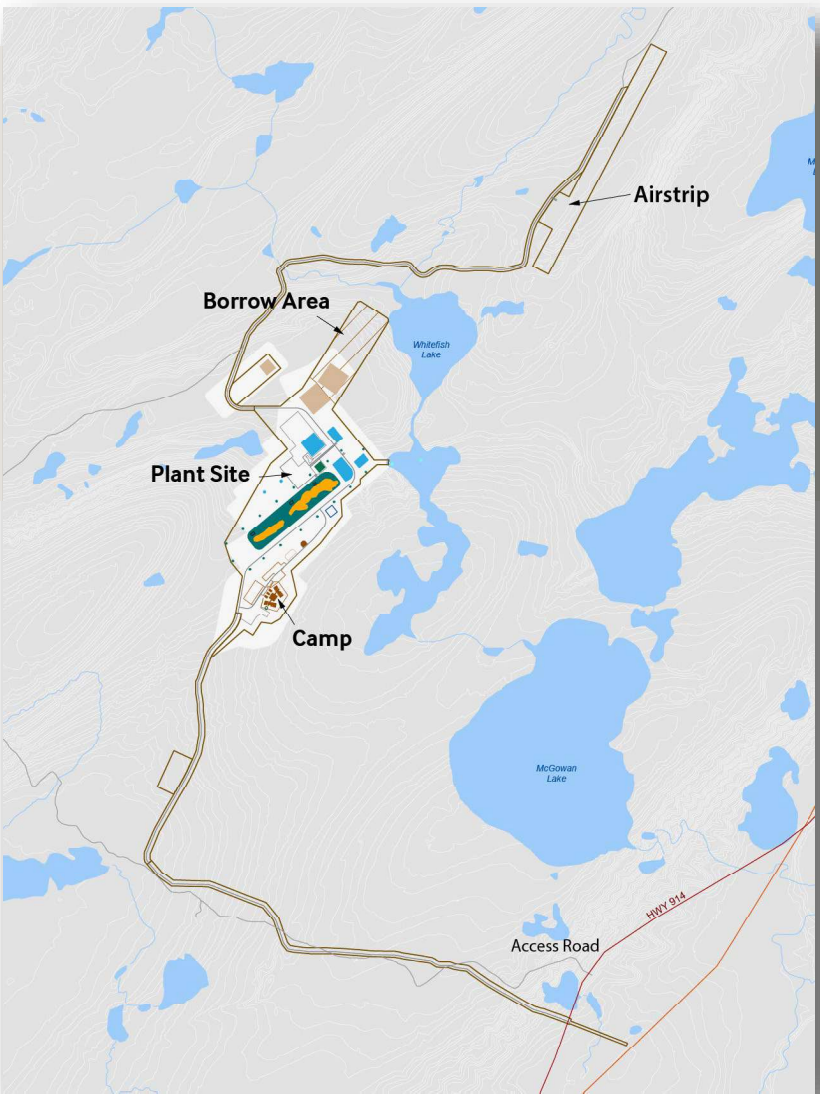 Airstrip
Borrow Area
Whitefish
Lake
Plant Site
Camp
McGowan
Lake
HWY 914
Access Road